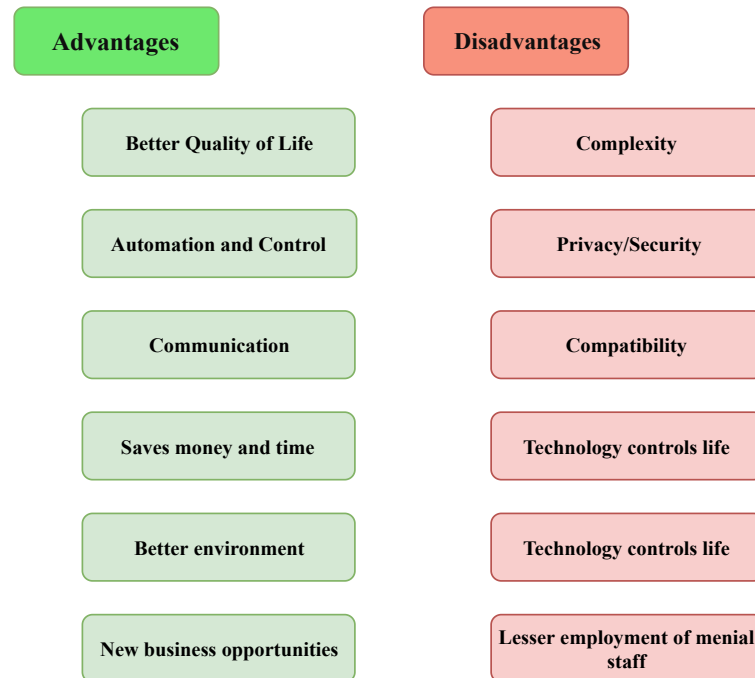 Advantages
Better Quality of Life
Automation and Control
Communication
Saves money and time
Better environment
New business opportunities
Disadvantages
Complexity
Privacy/Security
Compatibility
Technology controls life
Technology controls life
Lesser employment of menial
staff